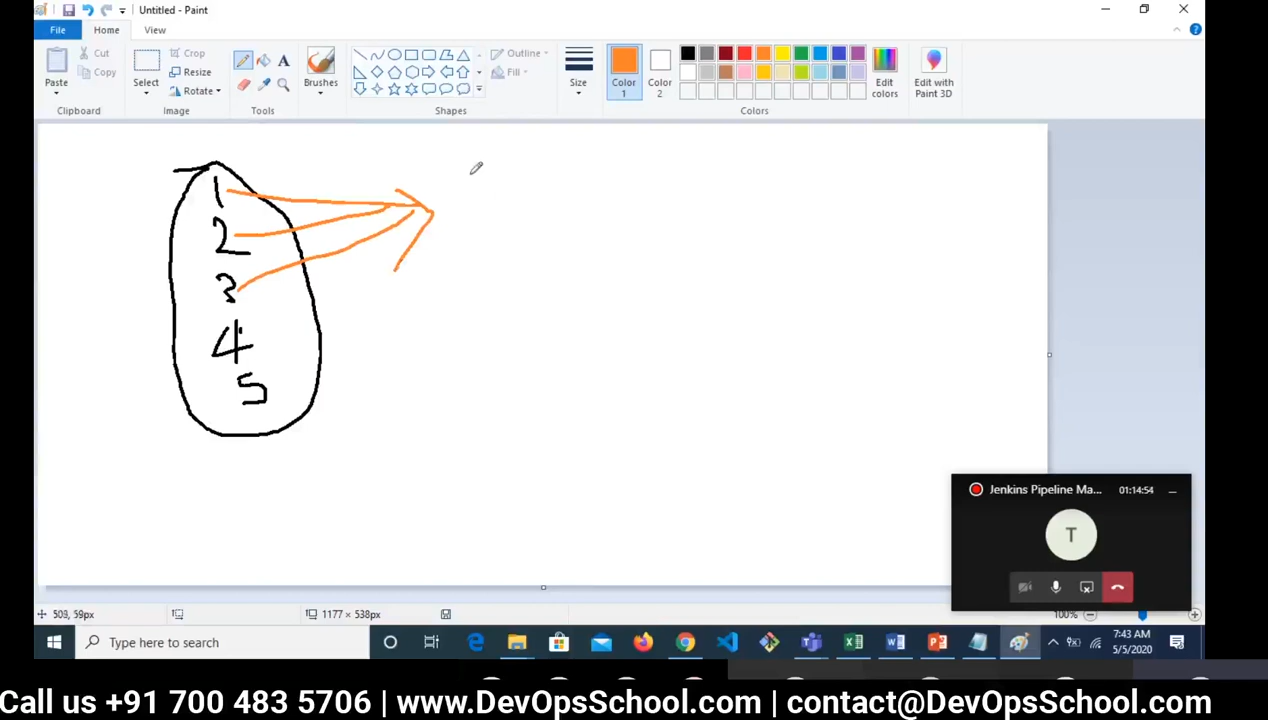 Untitled - Paint
File Home View
Paste
Cut
Copy
Clipboard
Select
Crop
Resize
Rotate
Image
Tools
Brushes
Outline
Fill
Shapes
Size
Color 1
Color 2
Edit colors
Edit with Paint 3D
Colors
1
2
3
4
5
Jenkins Pipeline Ma... 01:14:54
T
503, 59px
1177 × 538px
100%
Type here to search
7:43 AM
5/5/2020
Call us +91 700 483 5706 | www.DevOpsSchool.com | contact@DevOpsSchool.com